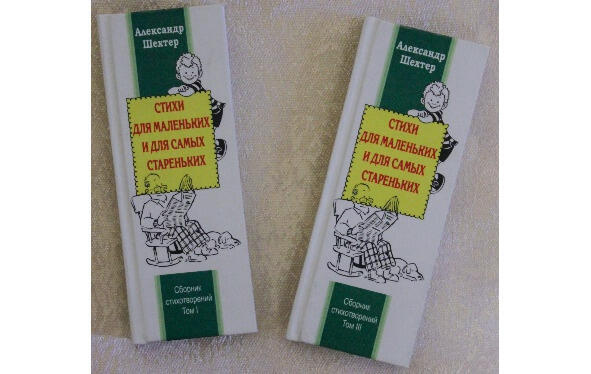 Александр
Шехтер
СТИХИ
ДЛЯ МАЛЕНЬКИХ
И ДЛЯ САМЫХ
СТАРЕНЬКИХ
Сборник
стихотворений
Том I
Александр
Шехтер
СТИХИ
ДЛЯ МАЛЕНЬКИХ
И ДЛЯ САМЫХ
СТАРЕНЬКИХ
Сборник
стихотворений
Том III